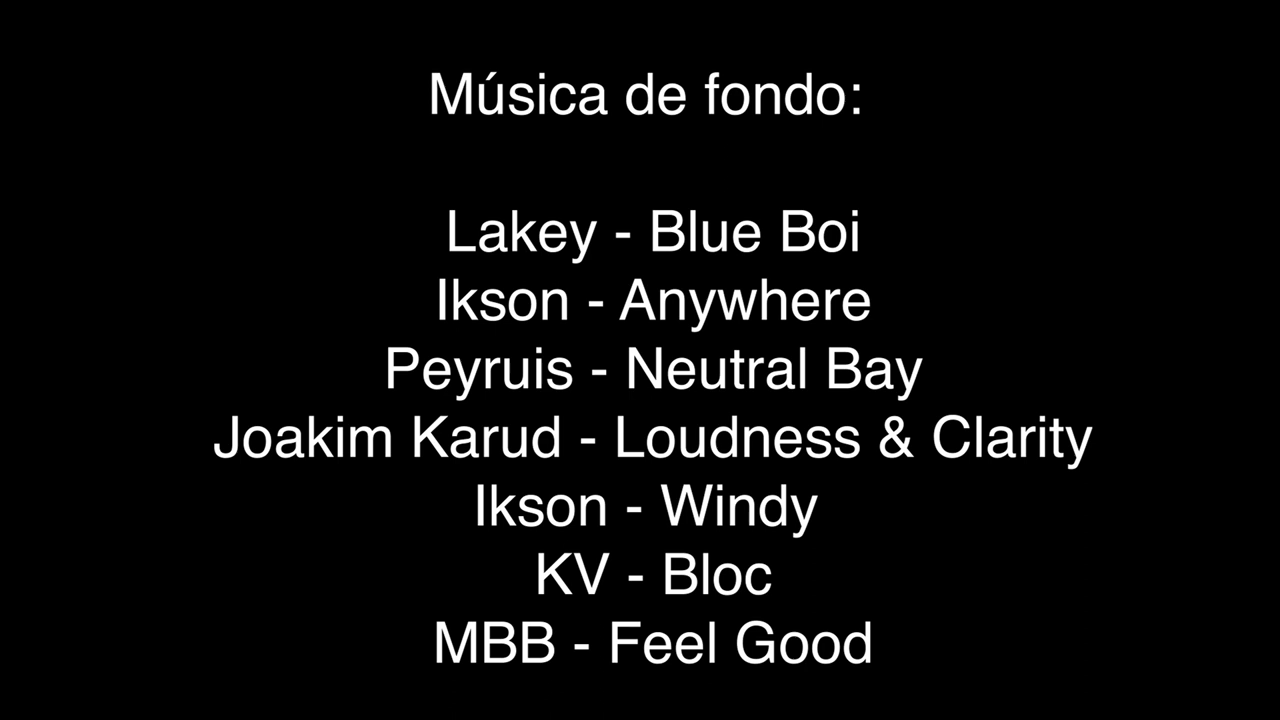 Música de fondo:
Lakey - Blue Boi
Ikson - Anywhere
Peyruis - Neutral Bay
Joakim Karud - Loudness & Clarity
Ikson - Windy
KV - Bloc
MBB - Feel Good